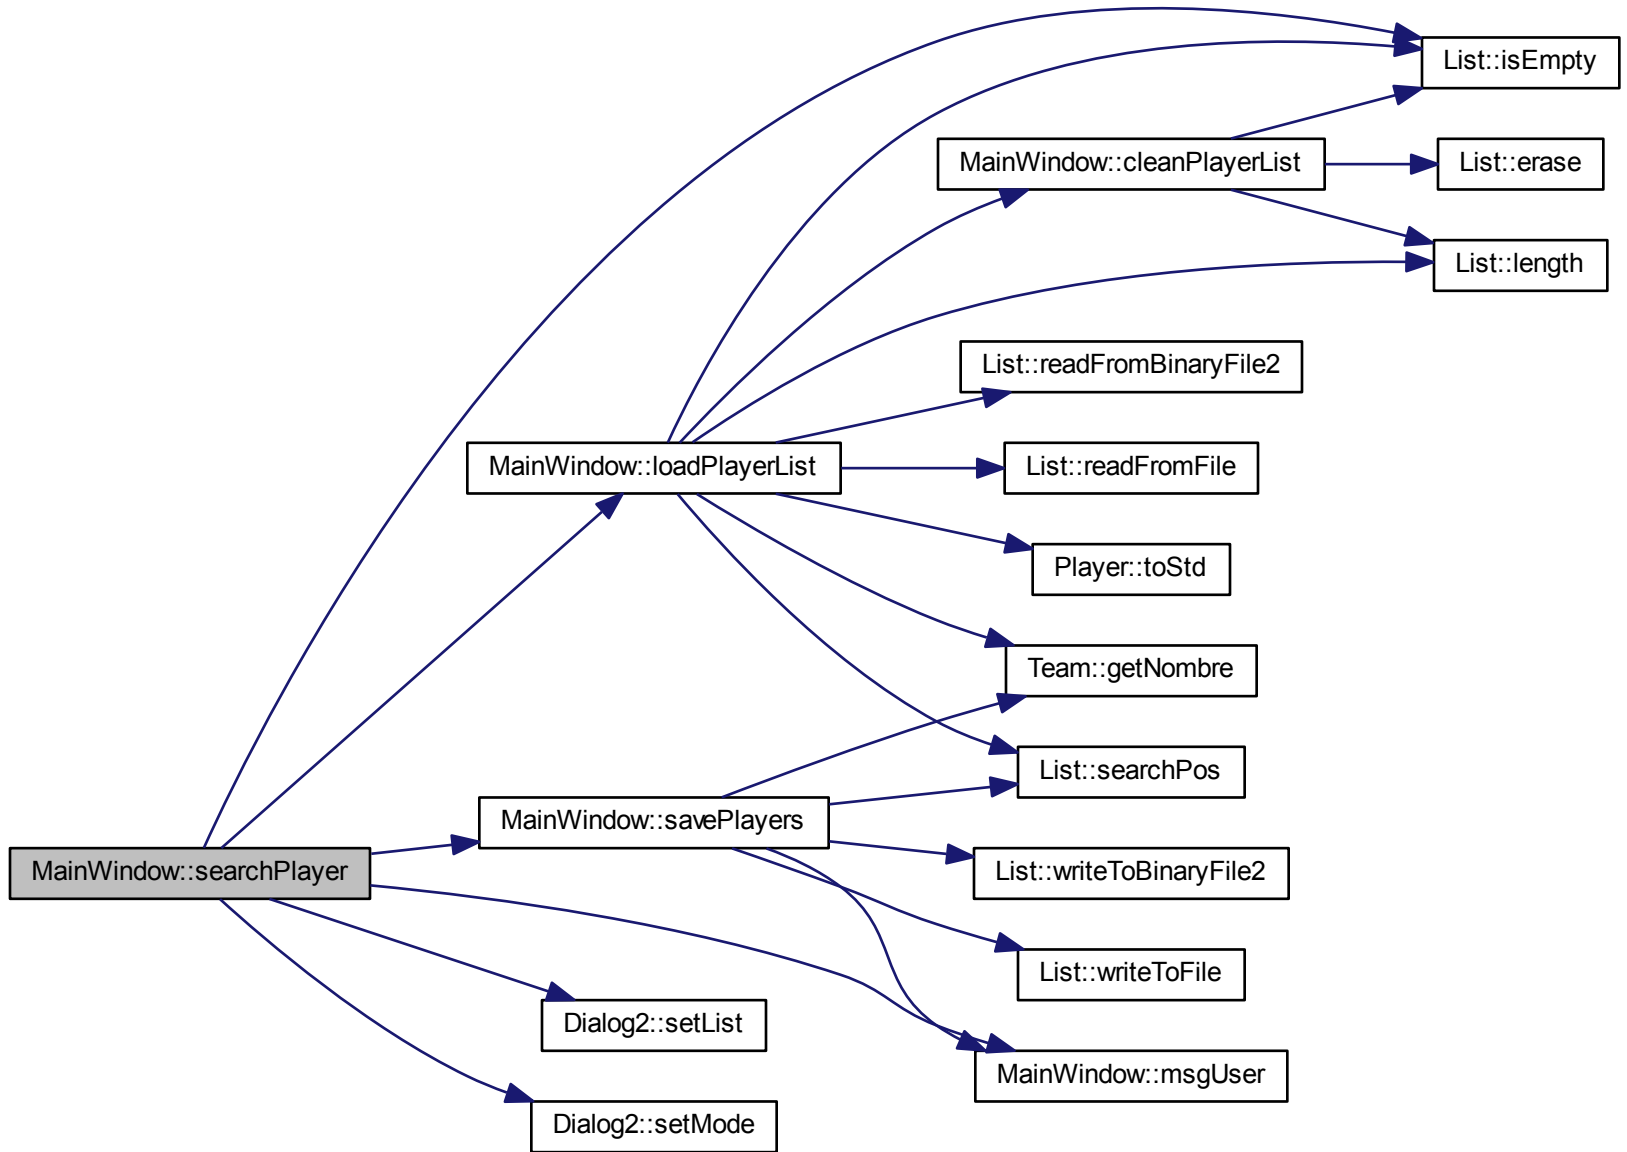 List::isEmpty
MainWindow::cleanPlayerList
List::erase
List::length
List::readFromBinaryFile2
MainWindow::loadPlayerList
List::readFromFile
Player::toStd
Team::getNombre
List::searchPos
MainWindow::savePlayers
MainWindow::searchPlayer
List::writeToBinaryFile2
List::writeToFile
Dialog2::setList
MainWindow::msgUser
Dialog2::setMode